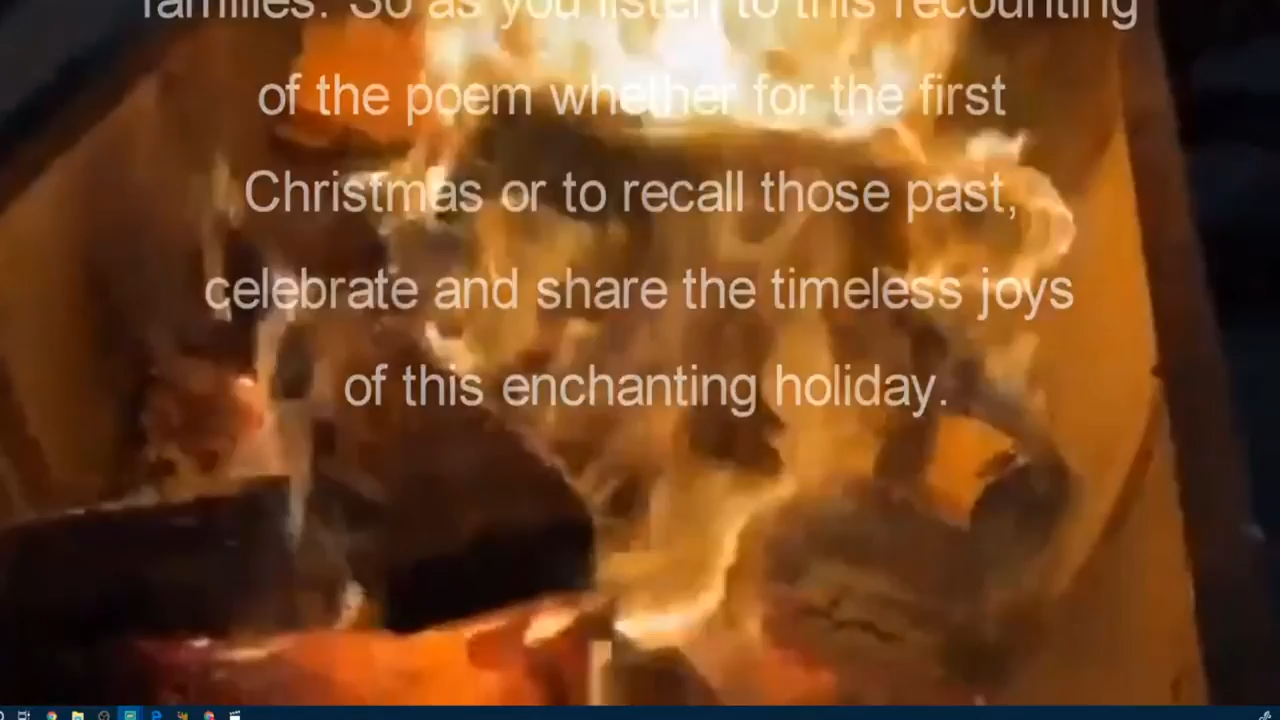 families. So as you listen to this recounting
of the poem whether for the first
Christmas or to recall those past,
celebrate and share the timeless joys
of this enchanting holiday.